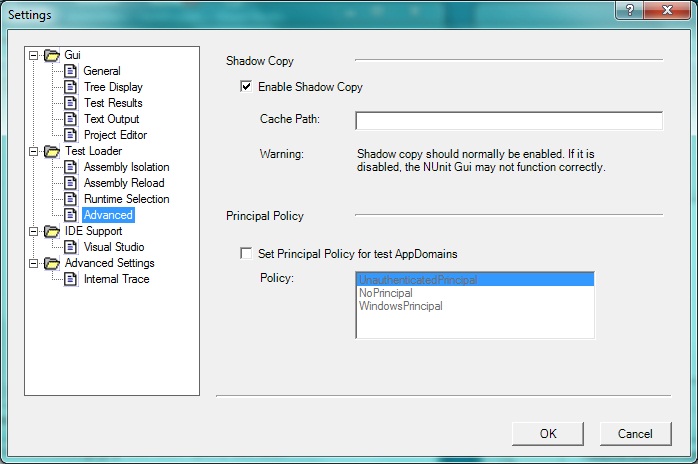 Settings
?
Gui
General
Tree Display
Test Results
Text Output
Project Editor
Test Loader
Assembly Isolation
Assembly Reload
Runtime Selection
Advanced
IDE Support
Visual Studio
Advanced Settings
Internal Trace
Shadow Copy
Enable Shadow Copy
Cache Path:
Warning:
Shadow copy should normally be enabled. If it is
disabled, the NUnit Gui may not function correctly.
Principal Policy
Set Principal Policy for test AppDomains
Policy:
UnauthenticatedPrincipal
NoPrincipal
WindowsPrincipal
OK
Cancel